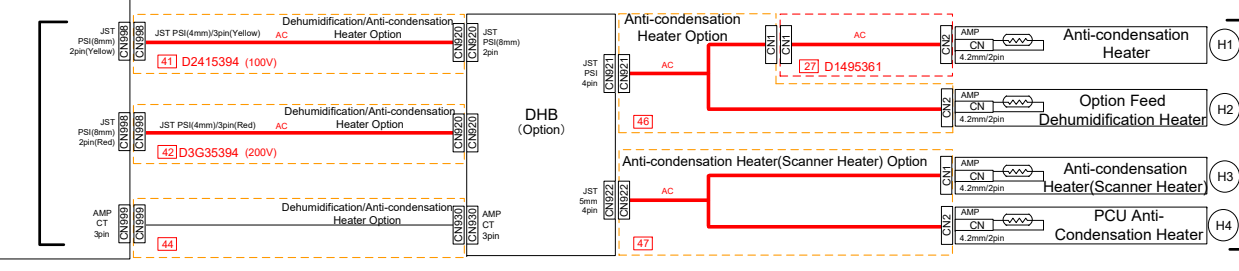 JST
PSI(8mm)
2pin(Yellow)
CN998
CN998
JST PSI(4mm)/3pin(Yellow)
AC
Dehumidification/Anti-condensation
Heater Option
41 D2415394 (100V)
CN920
CN920
JST
PSI(8mm)
2pin
JST
PSI(8mm)
2pin(Red)
CN998
CN998
JST PSI(4mm)/3pin(Red)
AC
Dehumidification/Anti-condensation
Heater Option
42 D3G35394 (200V)
CN920
CN920
AMP
CT
3pin
CN999
CN999
Dehumidification/Anti-condensation
Heater Option
44
CN930
CN930
AMP
CT
3pin
DHB
(Option)
JST
PSI
4pin
CN921
CN921
Anti-condensation
Heater Option
AC
46
CN1
CN1
AC
27 D1495361
CN2
AMP
CN
4.2mm/2pin
Anti-condensation
Heater
H1
CN2
AMP
CN
4.2mm/2pin
Option Feed
Dehumidification Heater
H2
JST
5mm
4pin
CN922
CN922
Anti-condensation Heater(Scanner Heater) Option
AC
47
CN1
AMP
CN
4.2mm/2pin
Anti-condensation
Heater(Scanner Heater)
H3
CN2
AMP
CN
4.2mm/2pin
PCU Anti-
Condensation Heater
H4